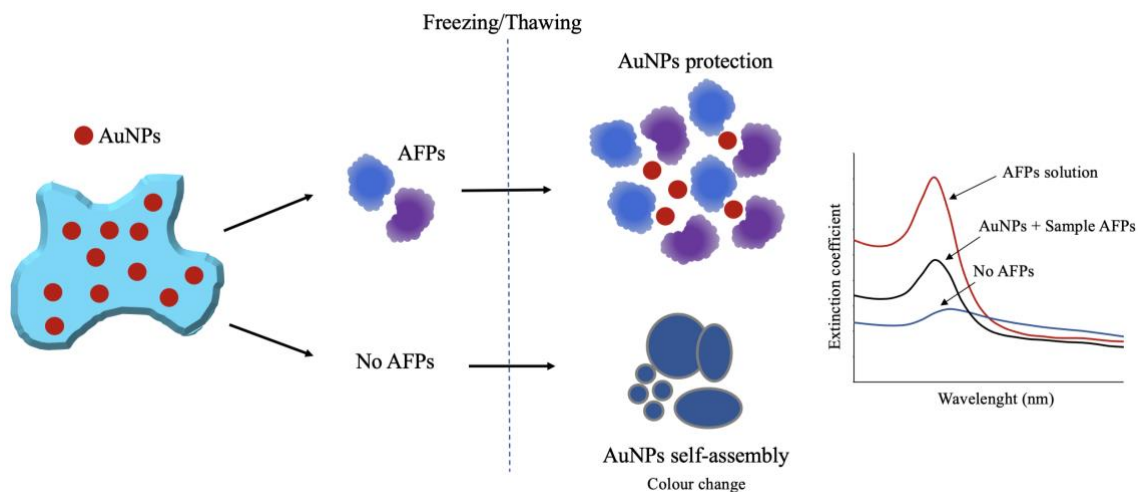 Freezing/Thawing
AuNPs protection
AuNPs
AFPs
AFPs solution
AuNPs + Sample AFPs
No AFPs
Extinction coefficient
Wavelenght (nm)
No AFPs
AuNPs self-assembly
Colour change